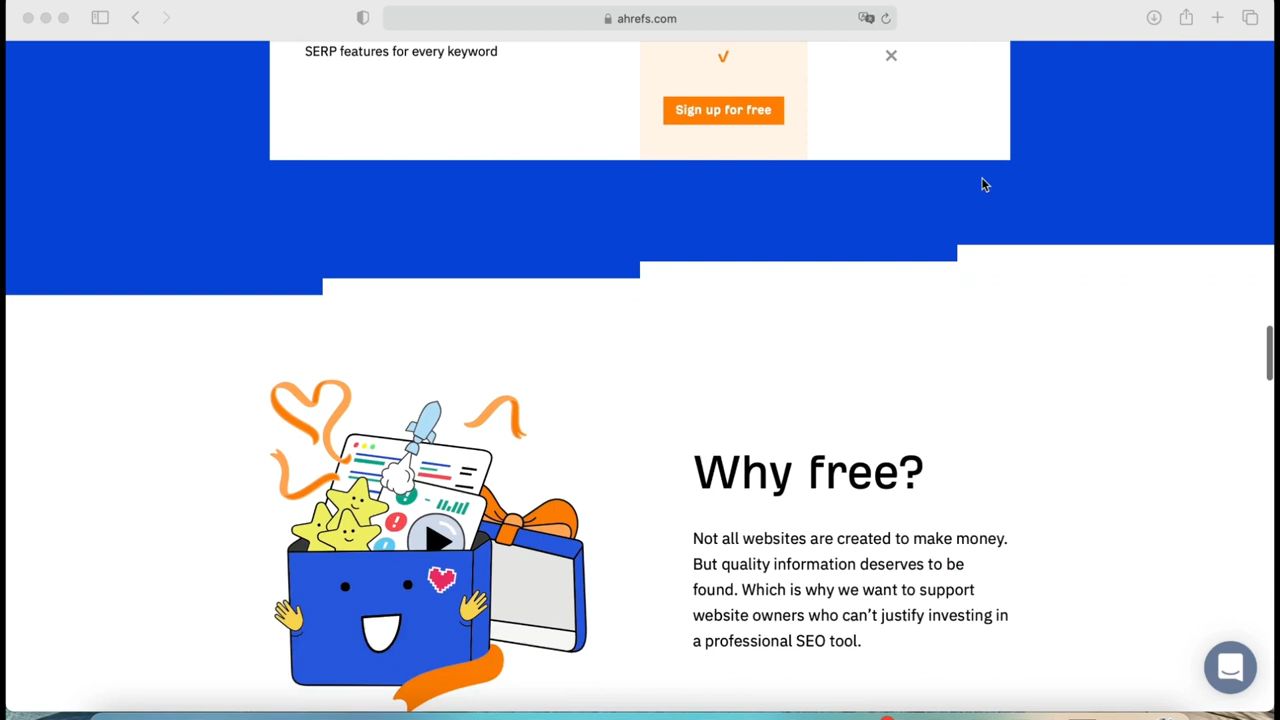 ahrefs.com
SERP features for every keyword
Sign up for free
Why free?
Not all websites are created to make money.
But quality information deserves to be
found. Which is why we want to support
website owners who can’t justify investing in
a professional SEO tool.